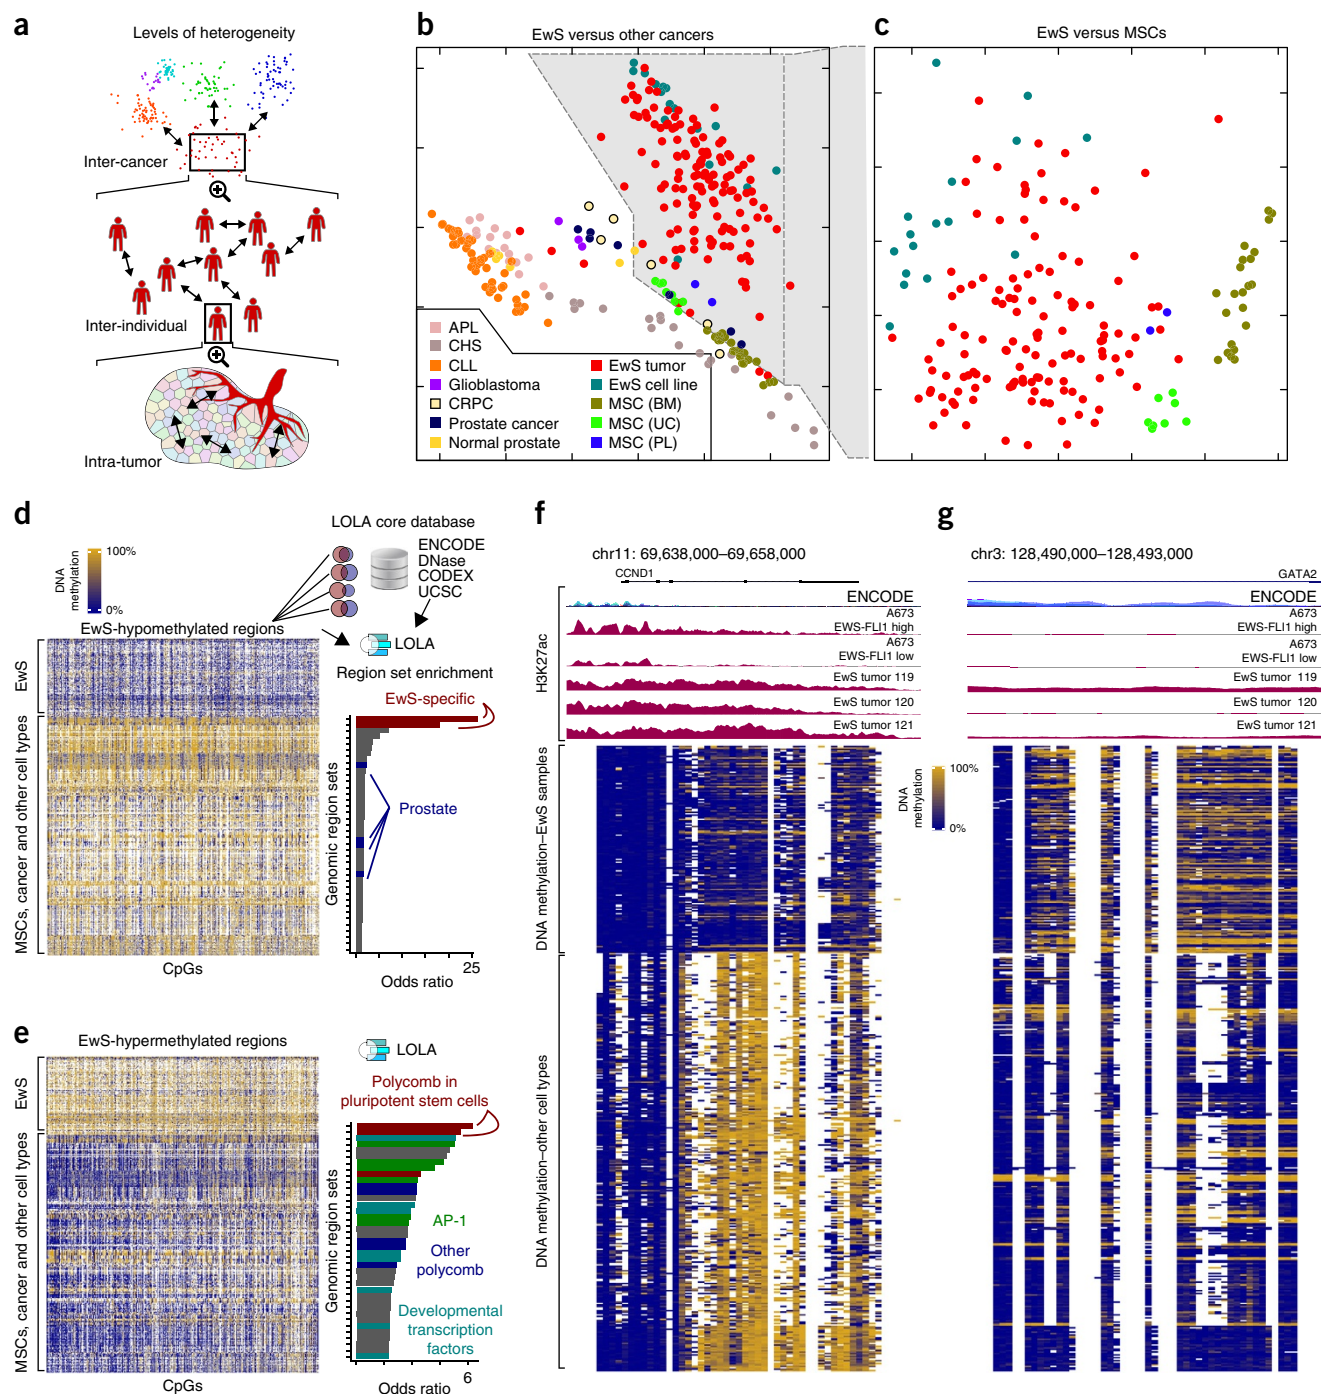 a
Levels of heterogeneity
Inter-cancer
Inter-individual
Intra-tumor
b
EwS versus other cancers
APL
CHS
CLL
Glioblastoma
CRPC
Prostate cancer
Normal prostate
EwS tumor
EwS cell line
MSC (BM)
MSC (UC)
MSC (PL)
c
EwS versus MSCs
d
DNA
methylation
100%
0%
LOLA core database
ENCODE
DNase
CODEX
UCSC
LOLA
EwS-hypomethylated regions
EwS
MSCs, cancer and other cell types
CpGs
Region set enrichment
EwS-specific
Prostate
Genomic region sets
25
Odds ratio
e
EwS-hypermethylated regions
EwS
MSCs, cancer and other cell types
CpGs
LOLA
Polycomb in
pluripotent stem cells
AP-1
Other
polycomb
Developmental
transcription
factors
Genomic region sets
6
Odds ratio
f
chr11: 69,638,000–69,658,000
CCND1
H3K27ac
ENCODE
A673
EWS-FLI1 high
A673
EWS-FLI1 low
EwS tumor 119
EwS tumor 120
EwS tumor 121
DNA methylation–EwS samples
DNA methylation–other cell types
DNA
methylation
100%
0%
g
chr3: 128,490,000–128,493,000
GATA2
ENCODE
A673
EWS-FLI1 high
A673
EWS-FLI1 low
EwS tumor 119
EwS tumor 120
EwS tumor 121